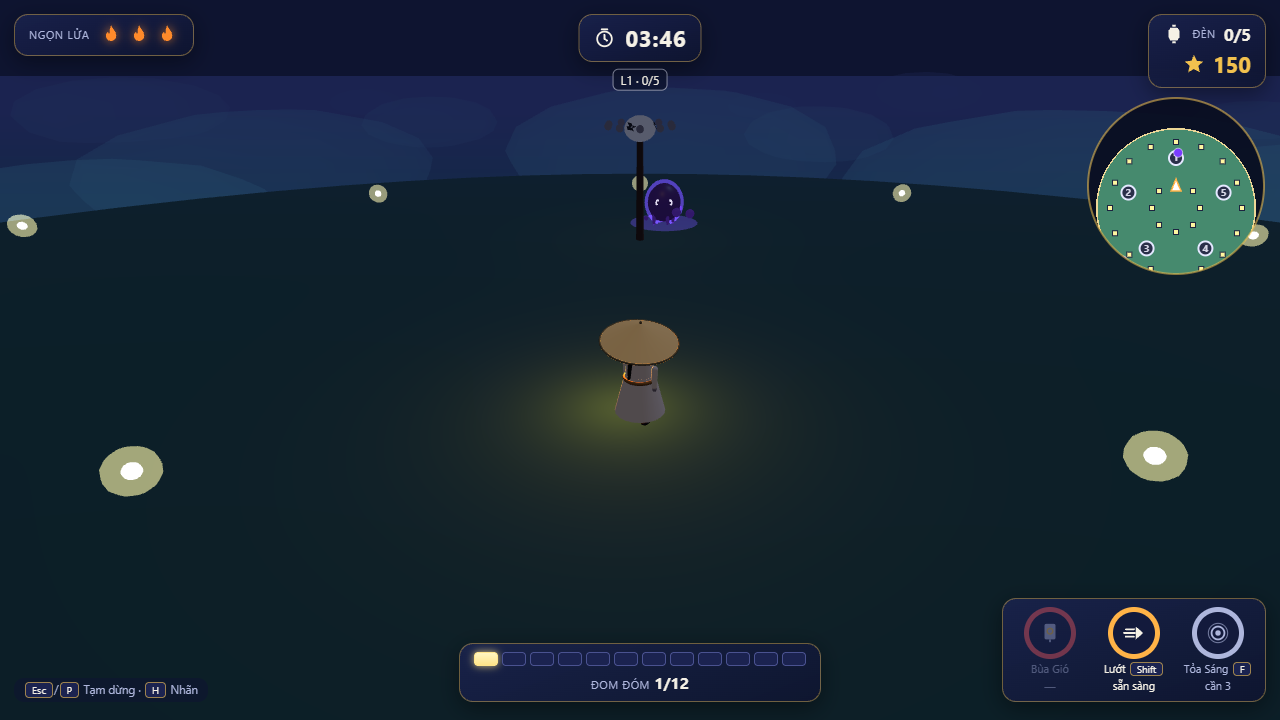 NGỌN LỬA
03:46
ĐÈN 0/5
150
L1 · 0/5
1
2
5
3
4
Bùa Gió
—
Lướt Shift
sẵn sàng
Tỏa Sáng F
cần 3
ĐOM ĐÓM 1/12
Esc / P Tạm dừng · H Nhãn